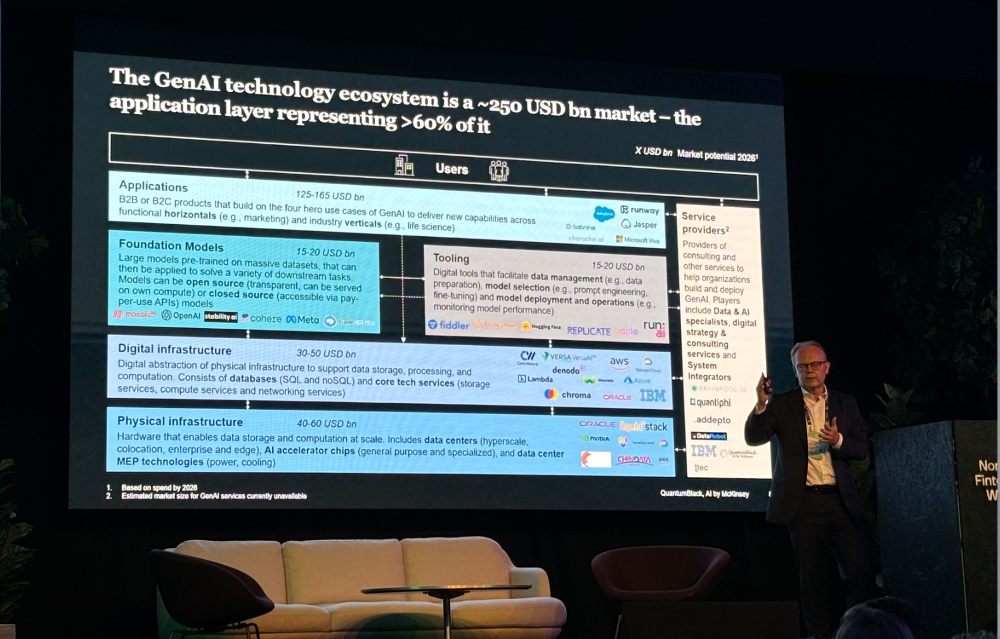 The GenAI technology ecosystem is a ~250 USD bn market – the
application layer representing >60% of it
X USD bn Market potential 2026¹
Users
Applications
125-165 USD bn
B2B or B2C products that build on the four hero use cases of GenAI to deliver new capabilities across
functional horizontals (e.g., marketing) and industry verticals (e.g., life science)
salesforce
runway
tabnine
Jasper
character.ai
Microsoft Viva
Foundation Models
15-20 USD bn
Large models pre-trained on massive datasets, that can
then be applied to solve a variety of downstream tasks.
Models can be open source (transparent, can be served
on own compute) or closed source (accessible via pay-
per-use APIs) models
mosaic
OpenAI
stability ai
cohere
Meta
Tooling
15-20 USD bn
Digital tools that facilitate data management (e.g., data
preparation), model selection (e.g., prompt engineering,
fine-tuning) and model deployment and operations (e.g.,
monitoring model performance)
fiddler
HoneyHive
Hugging Face
REPLICATE
scale
run:
ai
Digital infrastructure
30-50 USD bn
Digital abstraction of physical infrastructure to support data storage, processing, and
computation. Consists of databases (SQL and noSQL) and core tech services (storage
services, compute services and networking services)
CoreWeave
VERSA VersaAI™
aws
Google Cloud
denodo
Lambda
Weaviate
Azure
chroma
ORACLE
IBM
Physical infrastructure
40-60 USD bn
Hardware that enables data storage and computation at scale. Includes data centers (hyperscale,
colocation, enterprise and edge), AI accelerator chips (general purpose and specialized), and data center
MEP technologies (power, cooling)
ORACLE
liquidstack
NVIDIA
tenstorrent
CHINDATA
aws
Service
providers²
Providers of
consulting and
other services to
help organizations
build and deploy
GenAI. Players
include Data & AI
specialists, digital
strategy &
consulting
services and
System
Integrators
BRAINPOOL AI
quantiphi
.addepto
DataRobot
IBM
QuantumBlack
AI by McKinsey
itec
1. Based on spend by 2026
2. Estimated market size for GenAI services currently unavailable
QuantumBlack, AI by McKinsey
Nor
Finte
W